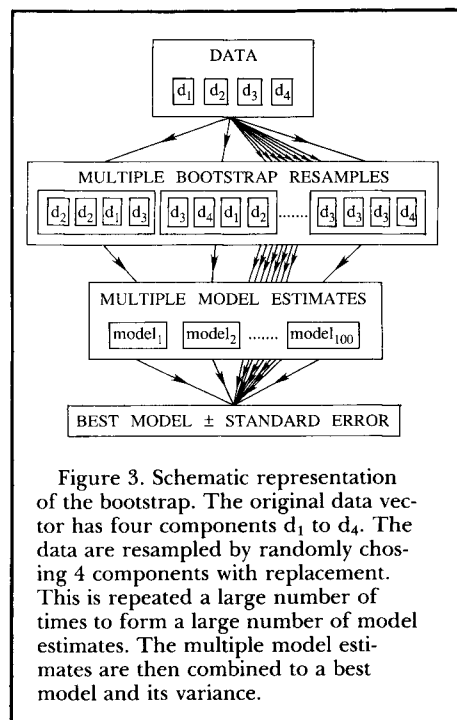 DATA
d₁ d₂ d₃ d₄
MULTIPLE BOOTSTRAP RESAMPLES
d₂ d₂ d₁ d₃ d₃ d₄ d₁ d₂ ....... d₃ d₃ d₃ d₄
MULTIPLE MODEL ESTIMATES
model₁ model₂ ....... model₁₀₀
BEST MODEL ± STANDARD ERROR
Figure 3. Schematic representation
of the bootstrap. The original data vec-
tor has four components d₁ to d₄. The
data are resampled by randomly chos-
ing 4 components with replacement.
This is repeated a large number of
times to form a large number of model
estimates. The multiple model esti-
mates are then combined to a best
model and its variance.